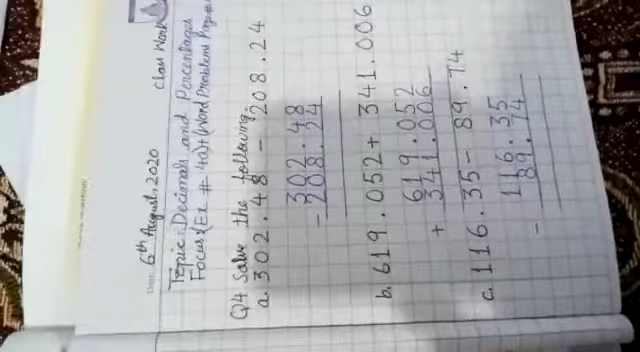 Class Work
6th August, 2020
Topic: Decimals and Percentages
Focus: (Ex # 4a)+(Word Problems
Q4 Solve the following.
a. 302.48 - 208.24
302.48
- 208.24
b. 619.052 + 341.006
619.052
+ 341.006
c. 116.35 - 89.74
116.35
- 89.74